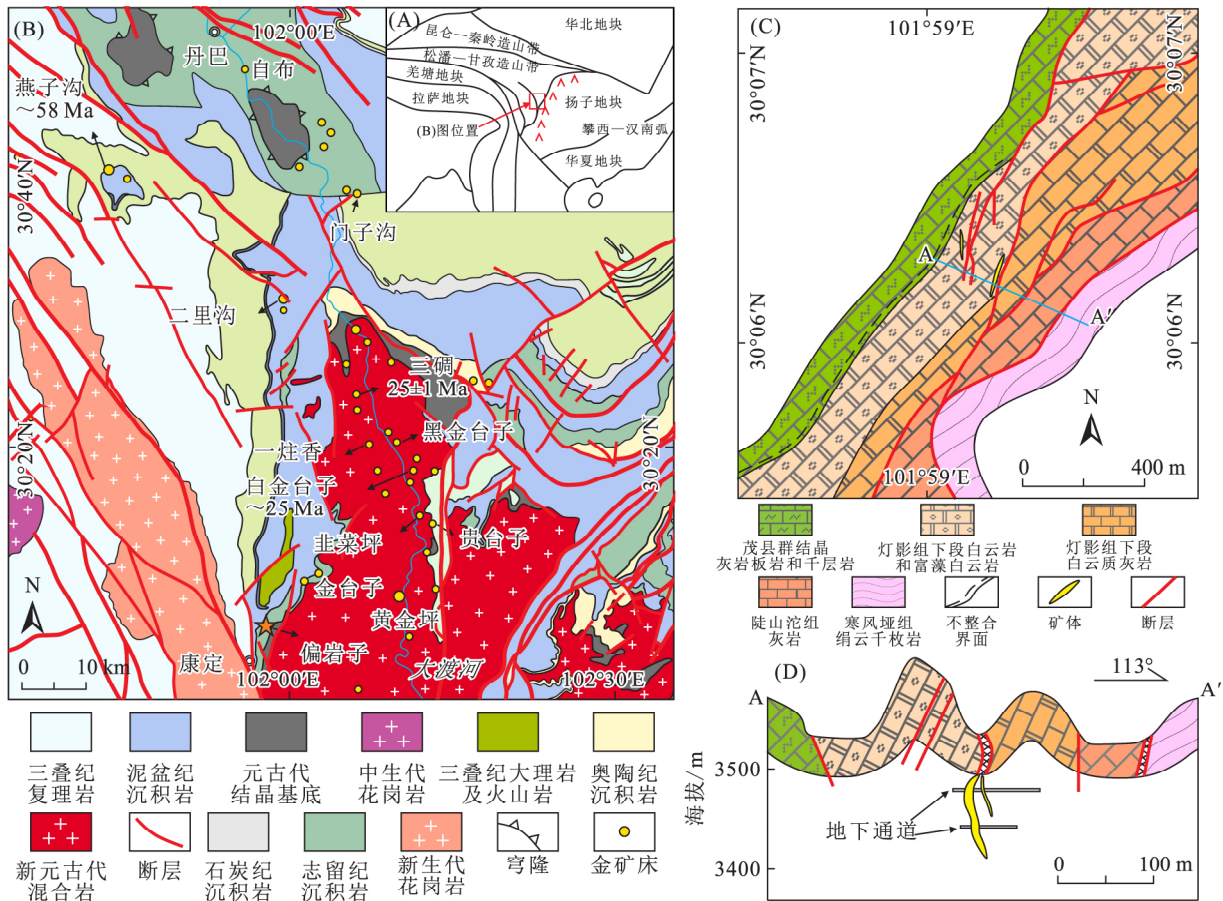 (B)
102°00′E
丹巴
自布
燕子沟
~58 Ma
30°40′N
门子沟
二里沟
三碉
25±1 Ma
黑金台子
一炷香
白金台子
~25 Ma
30°20′N
30°20′N
韭菜坪
贵台子
金台子
黄金坪
偏岩子
康定
大渡河
N
0 10 km
102°00′E
102°30′E
(A)
华北地块
昆仑—秦岭造山带
松潘—甘孜造山带
羌塘地块
拉萨地块
扬子地块
(B)图位置
攀西—汉南弧
华夏地块
三叠纪
复理岩
泥盆纪
沉积岩
元古代
结晶基底
中生代
花岗岩
三叠纪大理岩
及火山岩
奥陶纪
沉积岩
新元古代
混合岩
断层
石炭纪
沉积岩
志留纪
沉积岩
新生代
花岗岩
穹隆
金矿床
(C)
101°59′E
30°07′N
30°07′N
A
A′
30°06′N
30°06′N
N
101°59′E
0 400 m
茂县群结晶
灰岩板岩和千层岩
灯影组下段白云岩
和富藻白云岩
灯影组下段
白云质灰岩
陡山沱组
灰岩
寒风垭组
绢云千枚岩
不整合
界面
矿体
断层
(D)
113°
A
A′
3500
海拔/m
地下通道
3400
0 100 m